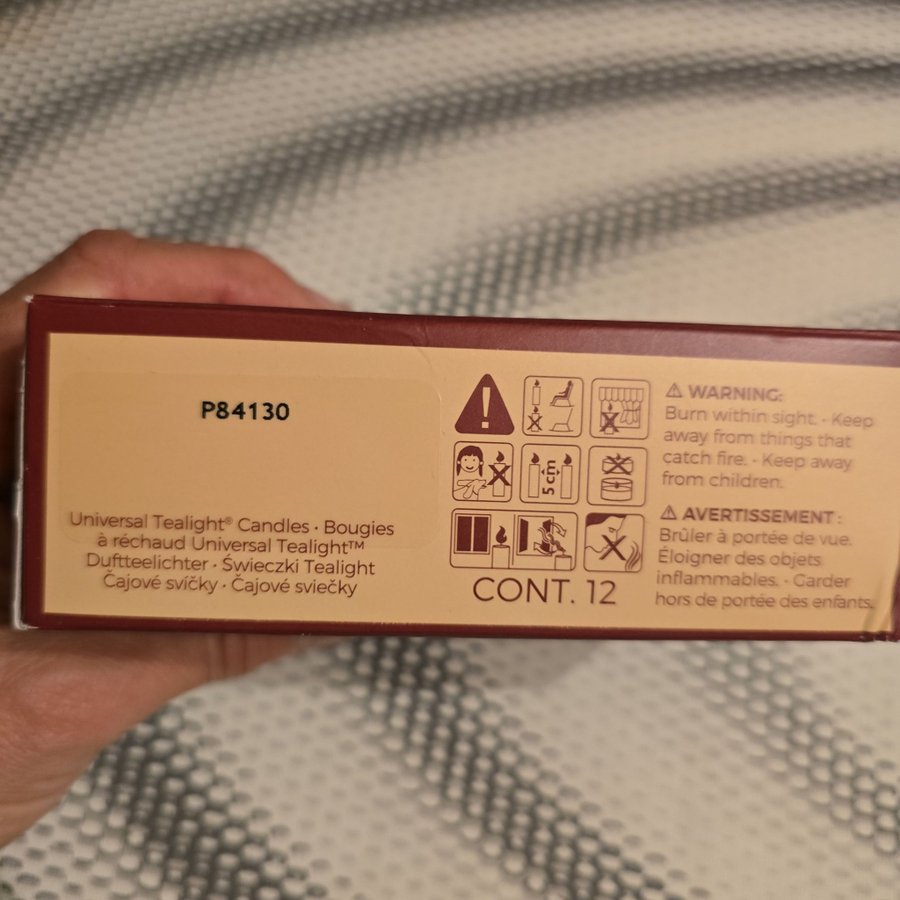 P84130
Universal Tealight® Candles · Bougies
à réchaud Universal Tealight™
Duftteelichter · Świeczki Tealight
Čajové svíčky · Čajové sviečky
5 cm
CONT. 12
⚠ WARNING:
Burn within sight. · Keep
away from things that
catch fire. · Keep away
from children.
⚠ AVERTISSEMENT :
Brûler à portée de vue.
Éloigner des objets
inflammables. · Garder
hors de portée des enfants.